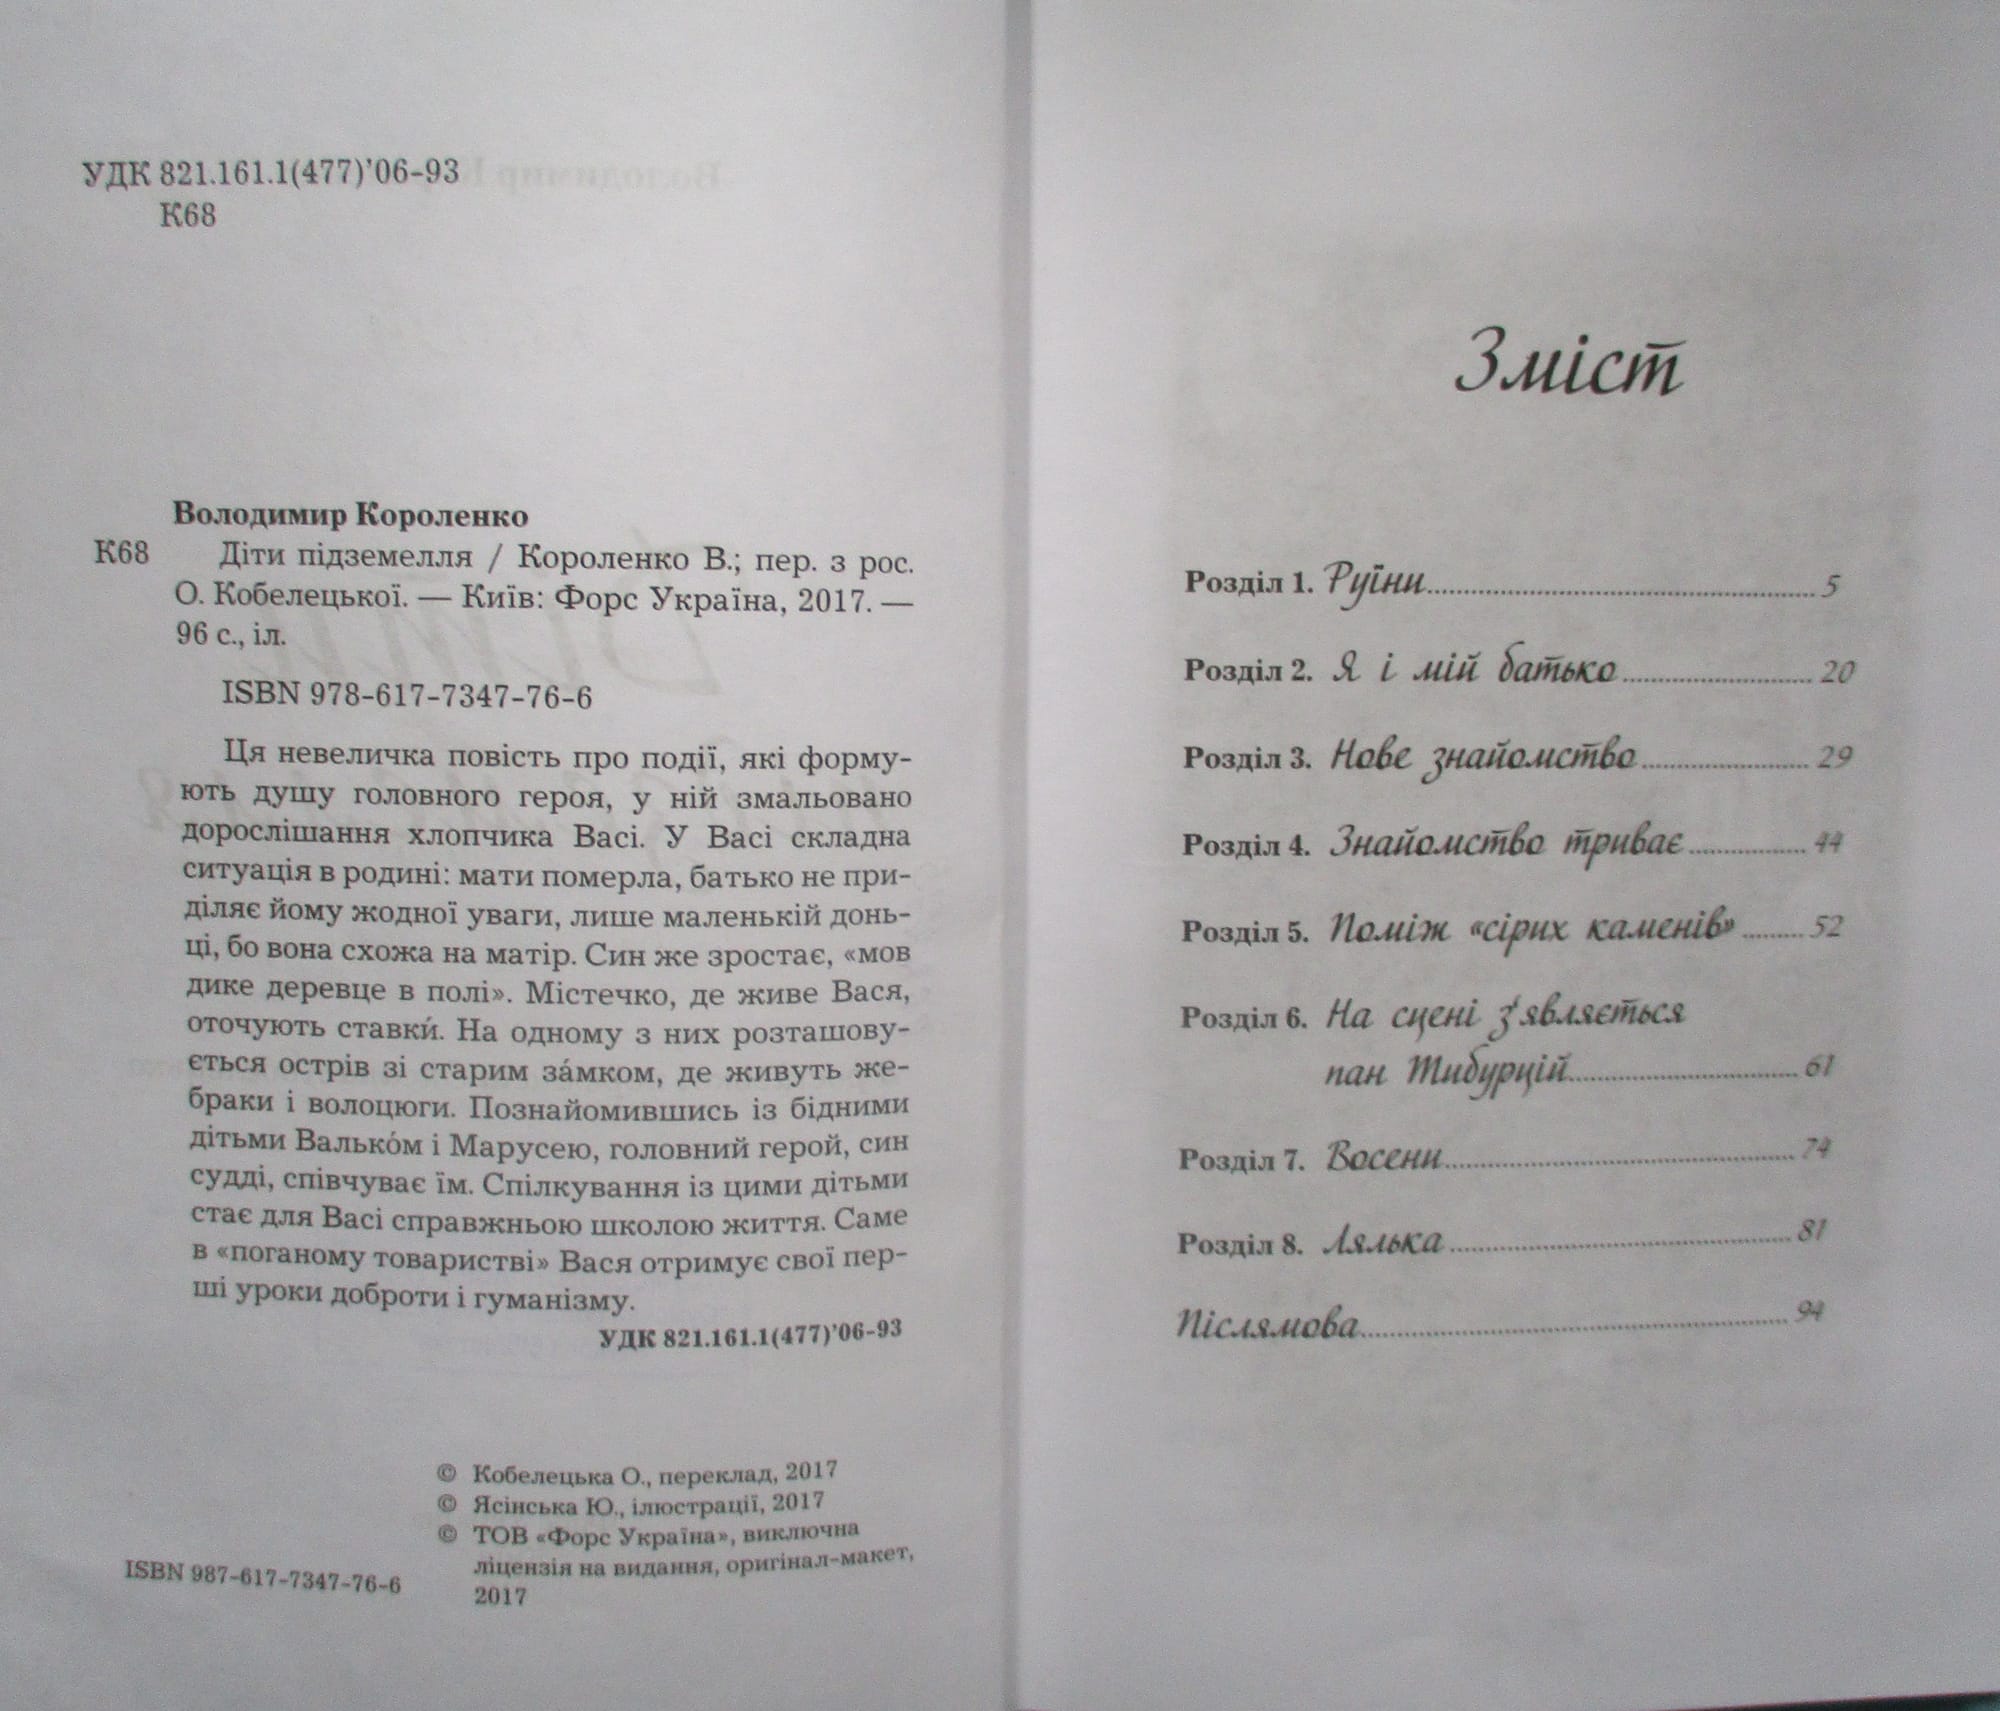 УДК 821.161.1(477)'06-93
К68
Володимир Короленко
К68 Діти підземелля / Короленко В.; пер. з рос.
О. Кобелецької. — Київ: Форс Україна, 2017. —
96 с., іл.
ISBN 978-617-7347-76-6
Ця невеличка повість про події, які форму-
ють душу головного героя, у ній змальовано
дорослішання хлопчика Васі. У Васі складна
ситуація в родині: мати померла, батько не при-
діляє йому жодної уваги, лише маленькій донь-
ці, бо вона схожа на матір. Син же зростає, «мов
дике деревце в полі». Містечко, де живе Вася,
оточують ставки́. На одному з них розташову-
ється острів зі старим за́мком, де живуть же-
браки і волоцюги. Познайомившись із бідними
дітьми Валько́м і Марусею, головний герой, син
судді, співчуває їм. Спілкування із цими дітьми
стає для Васі справжньою школою життя. Саме
в «поганому товаристві» Вася отримує свої пер-
ші уроки доброти і гуманізму.
УДК 821.161.1(477)'06-93
© Кобелецька О., переклад, 2017
© Ясінська Ю., ілюстрації, 2017
© ТОВ «Форс Україна», виключна
ліцензія на видання, оригінал-макет,
2017
ISBN 987-617-7347-76-6
Зміст
Розділ 1. Руїни 5
Розділ 2. Я і мій батько 20
Розділ 3. Нове знайомство 29
Розділ 4. Знайомство триває 44
Розділ 5. Поміж «сірих каменів» 52
Розділ 6. На сцені з'являється
пан Тибурцій 61
Розділ 7. Восени 74
Розділ 8. Лялька 81
Післямова 94